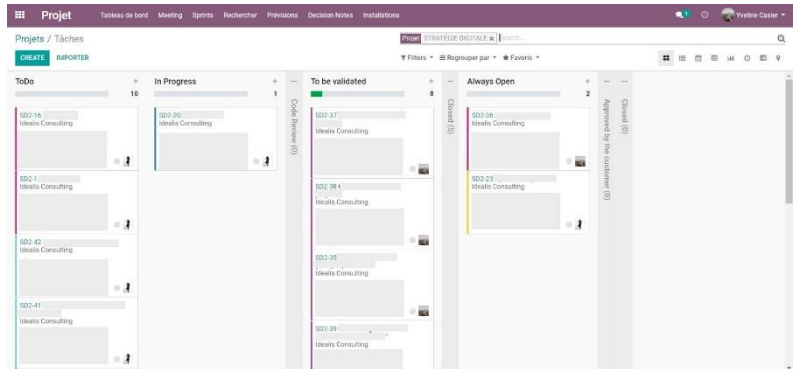 Projet Tableau de bord Meeting Sprints Rechercher Prévisions Decision Notes Installations 1 Yveline Casier
Projets / Tâches
Projet STRATÉGIE DIGITALE x Search...
CREATE IMPORTER
Filters Regrouper par Favoris
ToDo + 10
SD2-16
Idealis Consulting
SD2-1
Idealis Consulting
SD2-42
Idealis Consulting
SD2-41
Idealis Consulting
In Progress + 1
SD2-20
Idealis Consulting
Code Review (0)
To be validated + 8
SD2-37
Idealis Consulting
SD2-38
Idealis Consulting
SD2-35
Idealis Consulting
SD2-39
Idealis Consulting
Closed (5)
Always Open + 2
SD2-36
Idealis Consulting
SD2-23
Idealis Consulting
Approved by the customer (0)
Closed (0)